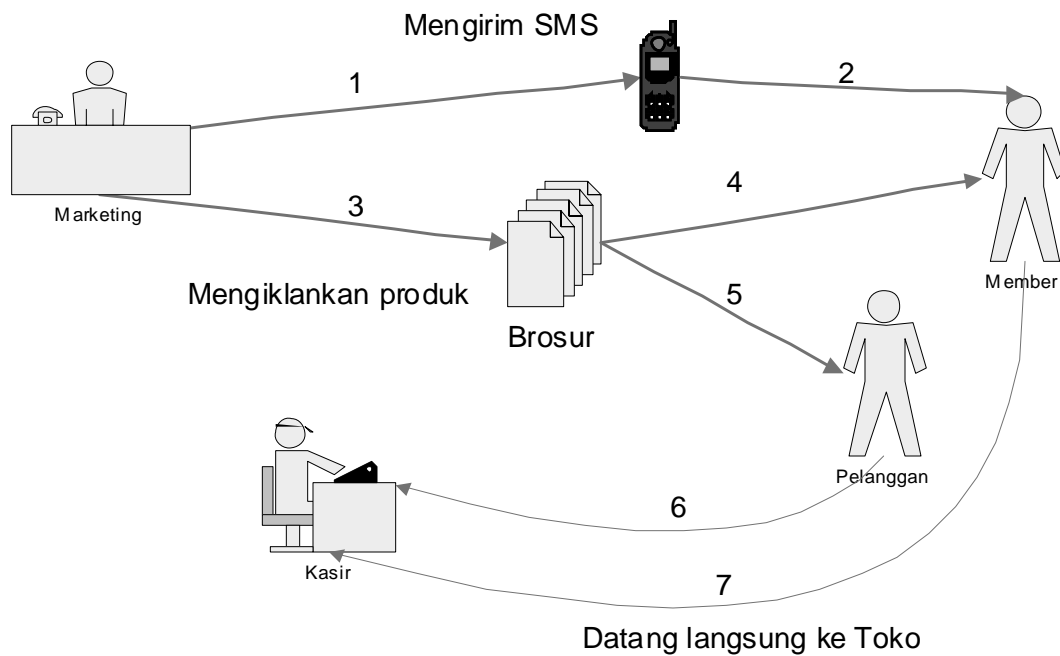 Mengirim SMS
1
2
Marketing
3
4
Member
Mengiklankan produk
5
Brosur
Pelanggan
6
Kasir
7
Datang langsung ke Toko